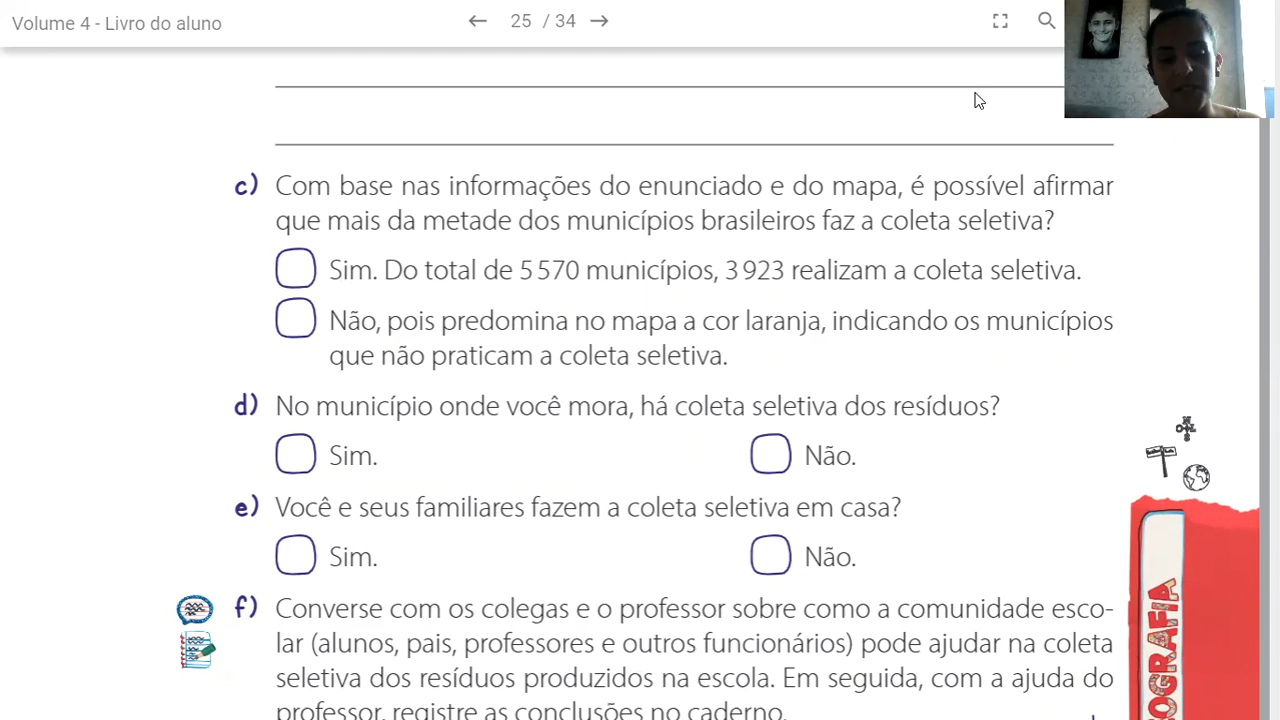 Volume 4 - Livro do aluno
25 / 34
c) Com base nas informações do enunciado e do mapa, é possível afirmar
que mais da metade dos municípios brasileiros faz a coleta seletiva?
Sim. Do total de 5 570 municípios, 3 923 realizam a coleta seletiva.
Não, pois predomina no mapa a cor laranja, indicando os municípios
que não praticam a coleta seletiva.
d) No município onde você mora, há coleta seletiva dos resíduos?
Sim. Não.
e) Você e seus familiares fazem a coleta seletiva em casa?
Sim. Não.
f) Converse com os colegas e o professor sobre como a comunidade esco-
lar (alunos, pais, professores e outros funcionários) pode ajudar na coleta
seletiva dos resíduos produzidos na escola. Em seguida, com a ajuda do
professor, registre as conclusões no caderno.
OGRAFIA